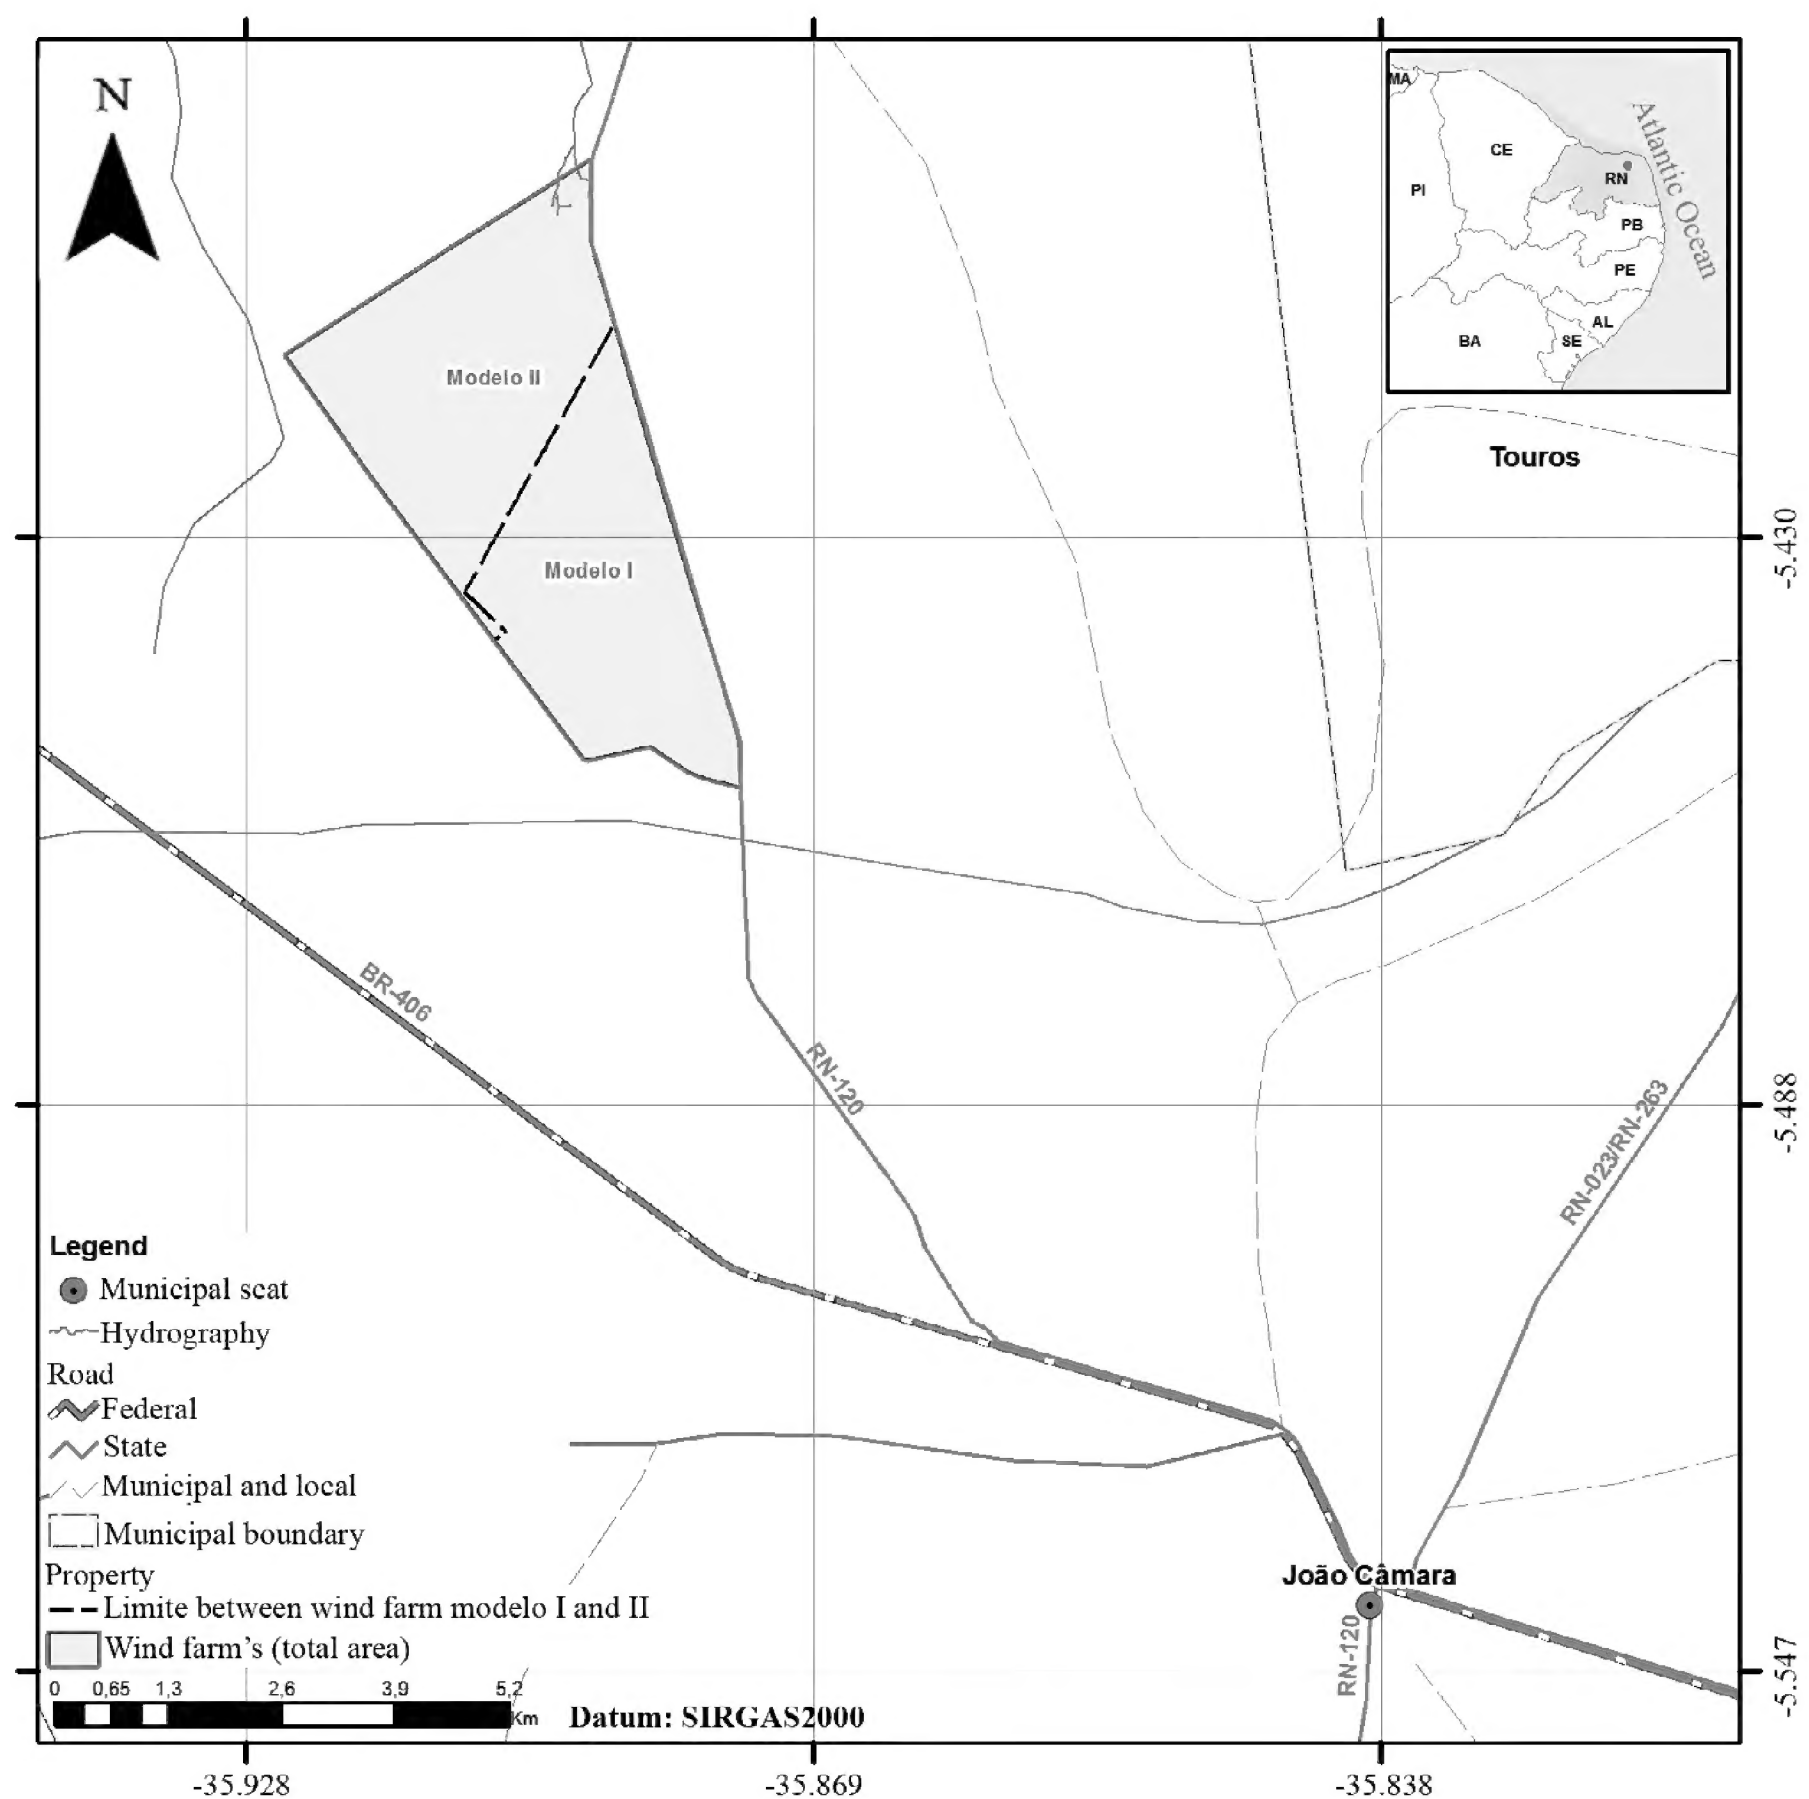 N
MA
CE
PI
RN
PB
PE
AL
SE
BA
Atlantic Ocean
Modelo II
Touros
-5.430
Modelo I
BR-406
RN-120
-5.488
RN-023/RN-263
Legend
Municipal seat
Hydrography
Road
Federal
State
Municipal and local
Municipal boundary
Property
Limite between wind farm modelo I and II
Wind farm's (total area)
João Câmara
RN-120
-5.547
0 0,65 1,3 2,6 3,9 5,2
Km
Datum: SIRGAS2000
-35.928 -35.869 -35.838